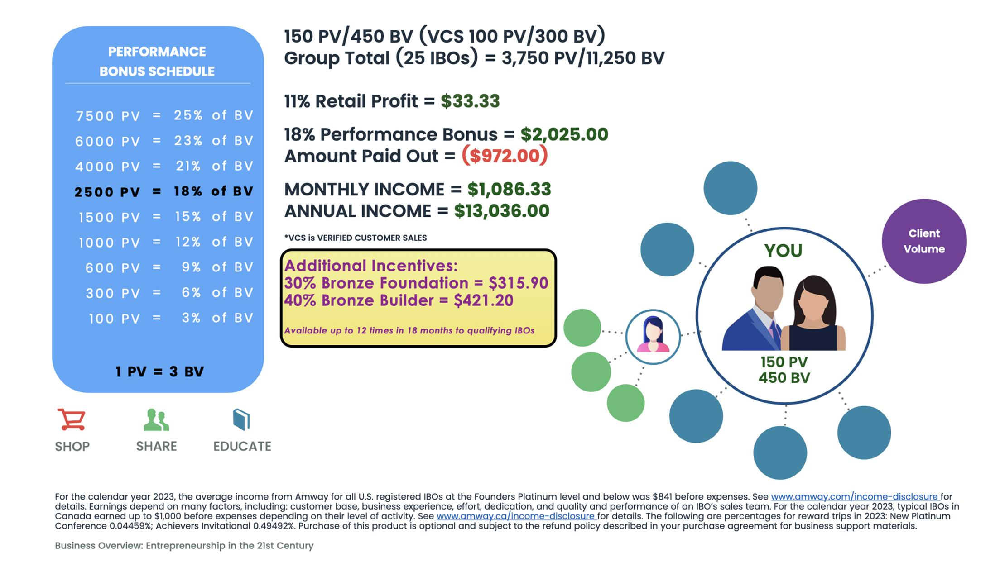 PERFORMANCE
BONUS SCHEDULE
7500 PV = 25% of BV
6000 PV = 23% of BV
4000 PV = 21% of BV
2500 PV = 18% of BV
1500 PV = 15% of BV
1000 PV = 12% of BV
600 PV = 9% of BV
300 PV = 6% of BV
100 PV = 3% of BV
1 PV = 3 BV
SHOP
SHARE
EDUCATE
150 PV/450 BV (VCS 100 PV/300 BV)
Group Total (25 IBOs) = 3,750 PV/11,250 BV
11% Retail Profit = $33.33
18% Performance Bonus = $2,025.00
Amount Paid Out = ($972.00)
MONTHLY INCOME = $1,086.33
ANNUAL INCOME = $13,036.00
*VCS is VERIFIED CUSTOMER SALES
Additional Incentives:
30% Bronze Foundation = $315.90
40% Bronze Builder = $421.20
Available up to 12 times in 18 months to qualifying IBOs
Client
Volume
YOU
150 PV
450 BV
For the calendar year 2023, the average income from Amway for all U.S. registered IBOs at the Founders Platinum level and below was $841 before expenses. See www.amway.com/income-disclosure for
details. Earnings depend on many factors, including: customer base, business experience, effort, dedication, and quality and performance of an IBO's sales team. For the calendar year 2023, typical IBOs in
Canada earned up to $1,000 before expenses depending on their level of activity. See www.amway.ca/income-disclosure for details. The following are percentages for reward trips in 2023: New Platinum
Conference 0.04459%; Achievers Invitational 0.49492%. Purchase of this product is optional and subject to the refund policy described in your purchase agreement for business support materials.
Business Overview: Entrepreneurship in the 21st Century